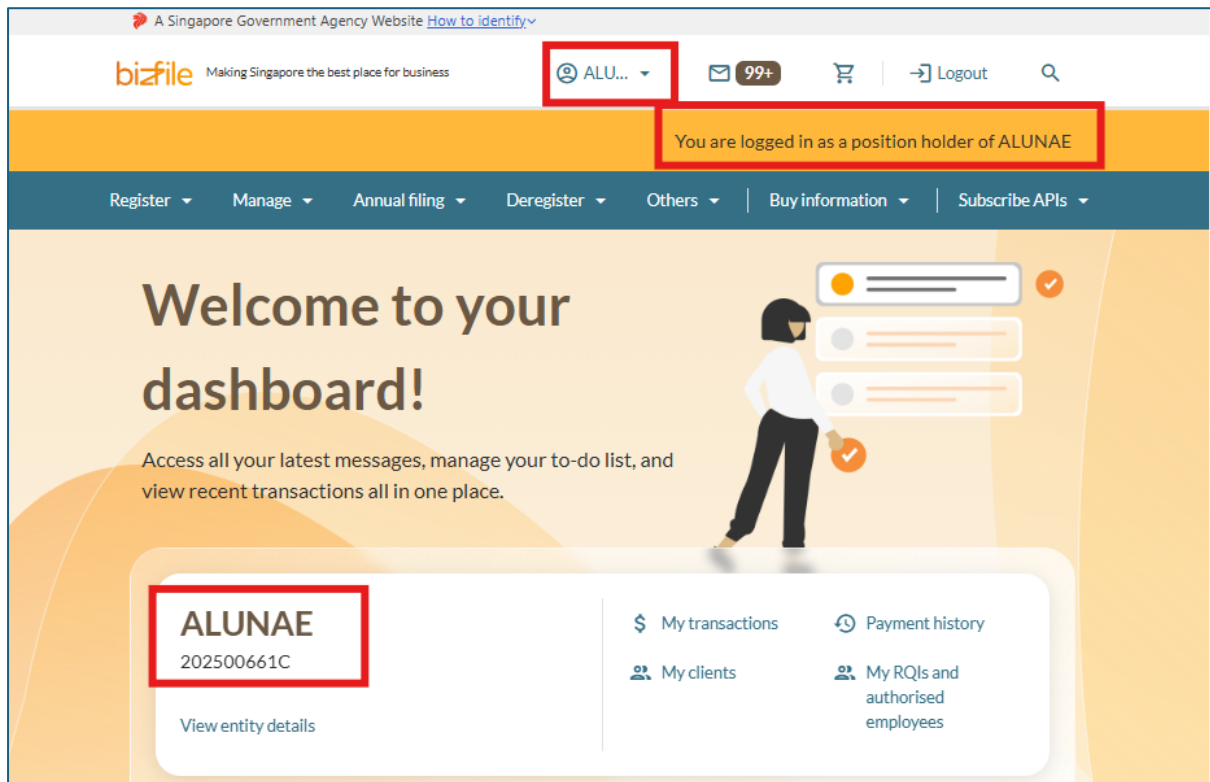 A Singapore Government Agency Website How to identify
bizfile Making Singapore the best place for business ALU... 99+ Logout
You are logged in as a position holder of ALUNAE
Register Manage Annual filing Deregister Others Buy information Subscribe APIs
Welcome to your
dashboard!
Access all your latest messages, manage your to-do list, and
view recent transactions all in one place.
ALUNAE
202500661C
View entity details
$ My transactions
Payment history
My clients
My RQIs and
authorised
employees